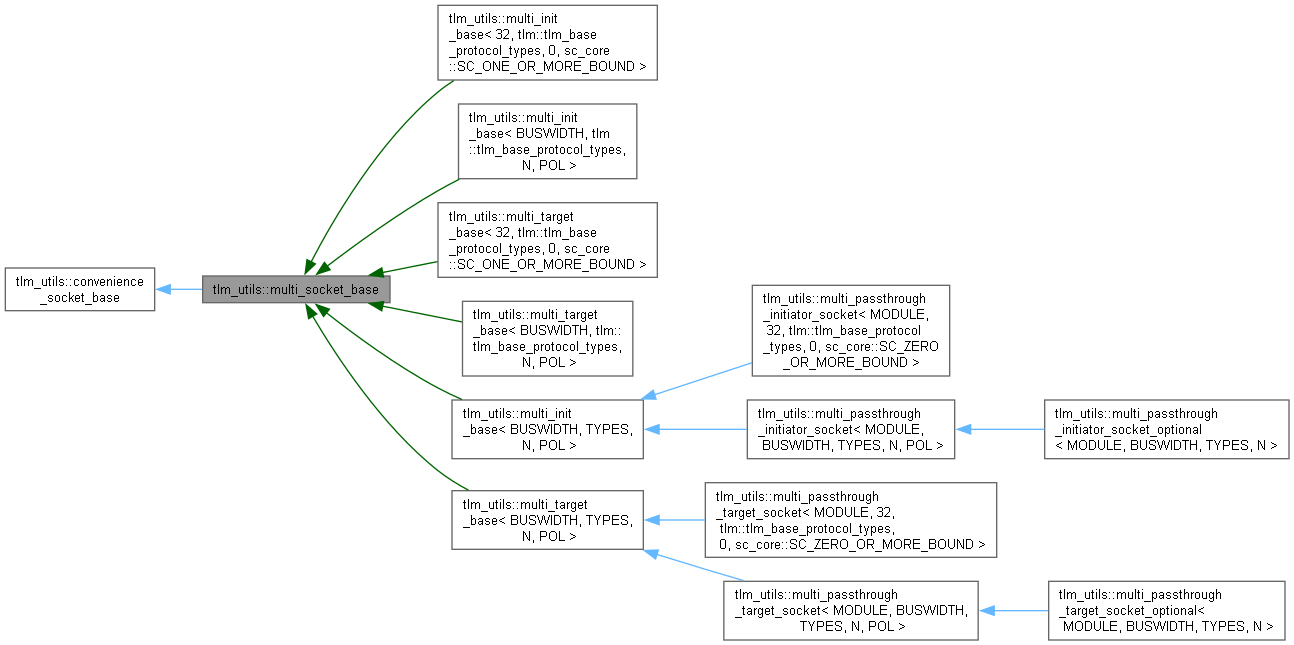 tlm_utils::multi_init
_base< 32, tlm::tlm_base
_protocol_types, 0, sc_core
::SC_ONE_OR_MORE_BOUND >
tlm_utils::multi_init
_base< BUSWIDTH, tlm
::tlm_base_protocol_types,
N, POL >
tlm_utils::multi_target
_base< 32, tlm::tlm_base
_protocol_types, 0, sc_core
::SC_ONE_OR_MORE_BOUND >
tlm_utils::convenience
_socket_base
tlm_utils::multi_socket_base
tlm_utils::multi_target
_base< BUSWIDTH, tlm::
tlm_base_protocol_types,
N, POL >
tlm_utils::multi_passthrough
_initiator_socket< MODULE,
32, tlm::tlm_base_protocol
_types, 0, sc_core::SC_ZERO
_OR_MORE_BOUND >
tlm_utils::multi_init
_base< BUSWIDTH, TYPES,
N, POL >
tlm_utils::multi_passthrough
_initiator_socket< MODULE,
BUSWIDTH, TYPES, N, POL >
tlm_utils::multi_passthrough
_initiator_socket_optional
< MODULE, BUSWIDTH, TYPES, N >
tlm_utils::multi_target
_base< BUSWIDTH, TYPES,
N, POL >
tlm_utils::multi_passthrough
_target_socket< MODULE, 32,
tlm::tlm_base_protocol_types,
0, sc_core::SC_ZERO_OR_MORE_BOUND >
tlm_utils::multi_passthrough
_target_socket< MODULE, BUSWIDTH,
TYPES, N, POL >
tlm_utils::multi_passthrough
_target_socket_optional<
MODULE, BUSWIDTH, TYPES, N >